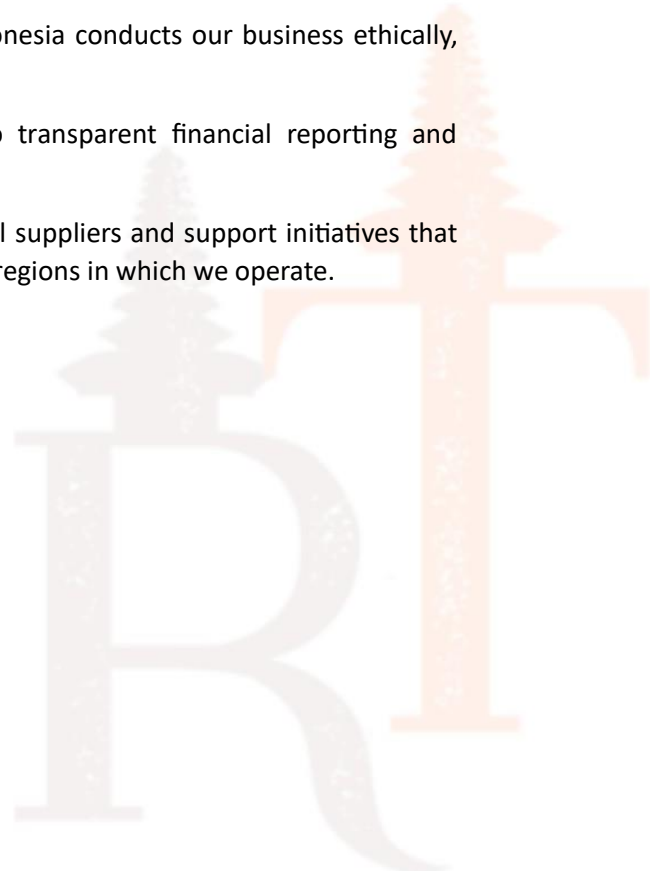 onesia conducts our business ethically,
transparent financial reporting and
suppliers and support initiatives that
regions in which we operate.
R T